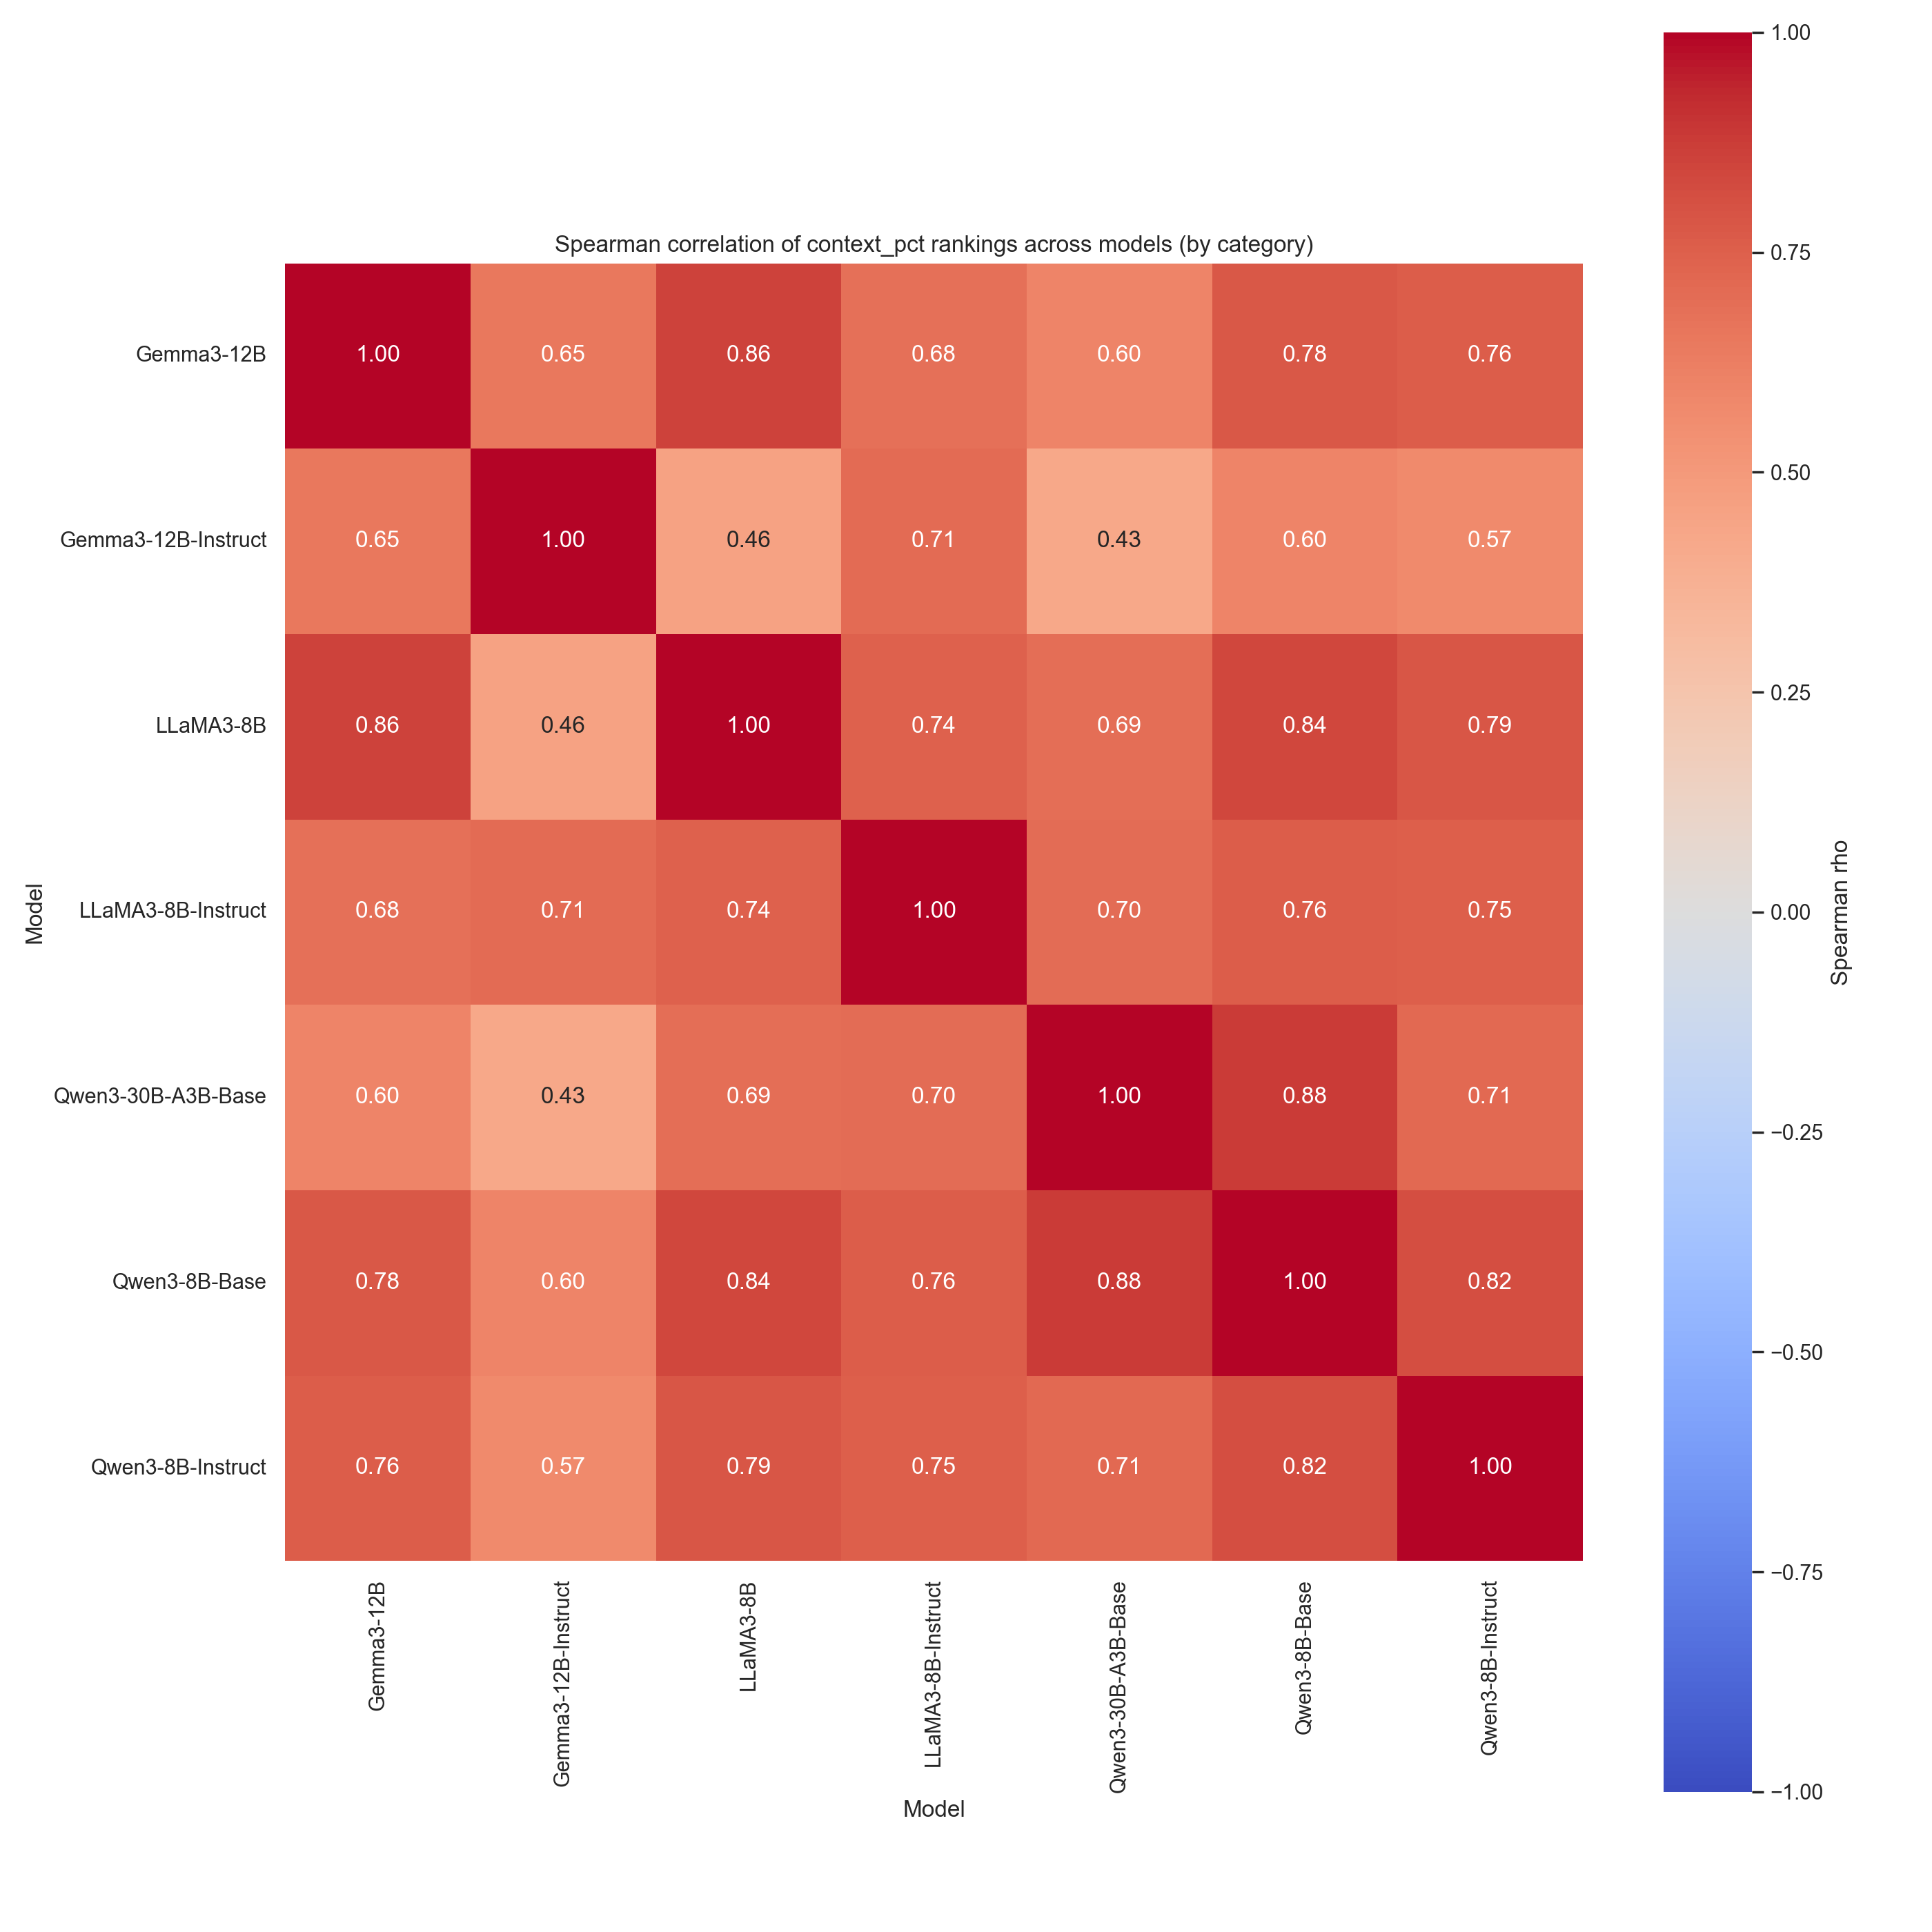 Spearman correlation of context_pct rankings across models (by category)
Model
Gemma3-12B 1.00 0.65 0.86 0.68 0.60 0.78 0.76
Gemma3-12B-Instruct 0.65 1.00 0.46 0.71 0.43 0.60 0.57
LLaMA3-8B 0.86 0.46 1.00 0.74 0.69 0.84 0.79
LLaMA3-8B-Instruct 0.68 0.71 0.74 1.00 0.70 0.76 0.75
Qwen3-30B-A3B-Base 0.60 0.43 0.69 0.70 1.00 0.88 0.71
Qwen3-8B-Base 0.78 0.60 0.84 0.76 0.88 1.00 0.82
Qwen3-8B-Instruct 0.76 0.57 0.79 0.75 0.71 0.82 1.00
Gemma3-12B
Gemma3-12B-Instruct
LLaMA3-8B
LLaMA3-8B-Instruct
Qwen3-30B-A3B-Base
Qwen3-8B-Base
Qwen3-8B-Instruct
Model
1.00
0.75
0.50
0.25
0.00
−0.25
−0.50
−0.75
−1.00
Spearman rho